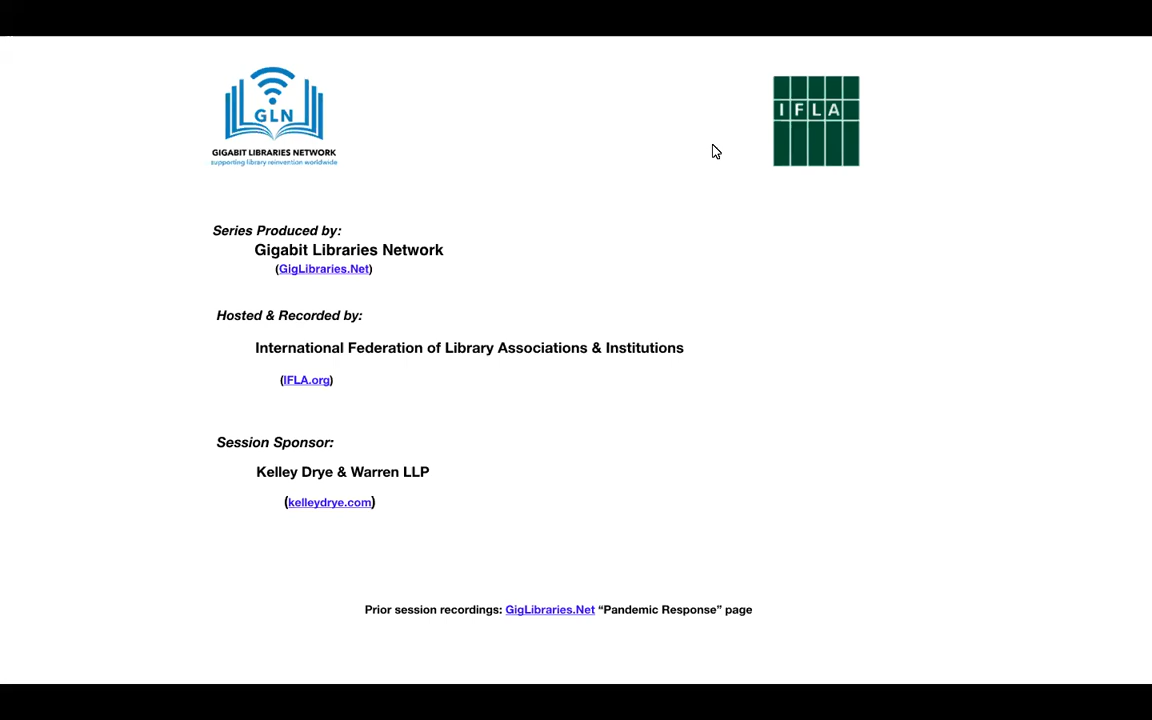 GLN
GIGABIT LIBRARIES NETWORK
supporting library reinvention worldwide
IFLA
Series Produced by:
Gigabit Libraries Network
(GigLibraries.Net)
Hosted & Recorded by:
International Federation of Library Associations & Institutions
(IFLA.org)
Session Sponsor:
Kelley Drye & Warren LLP
(kelleydrye.com)
Prior session recordings: GigLibraries.Net “Pandemic Response” page